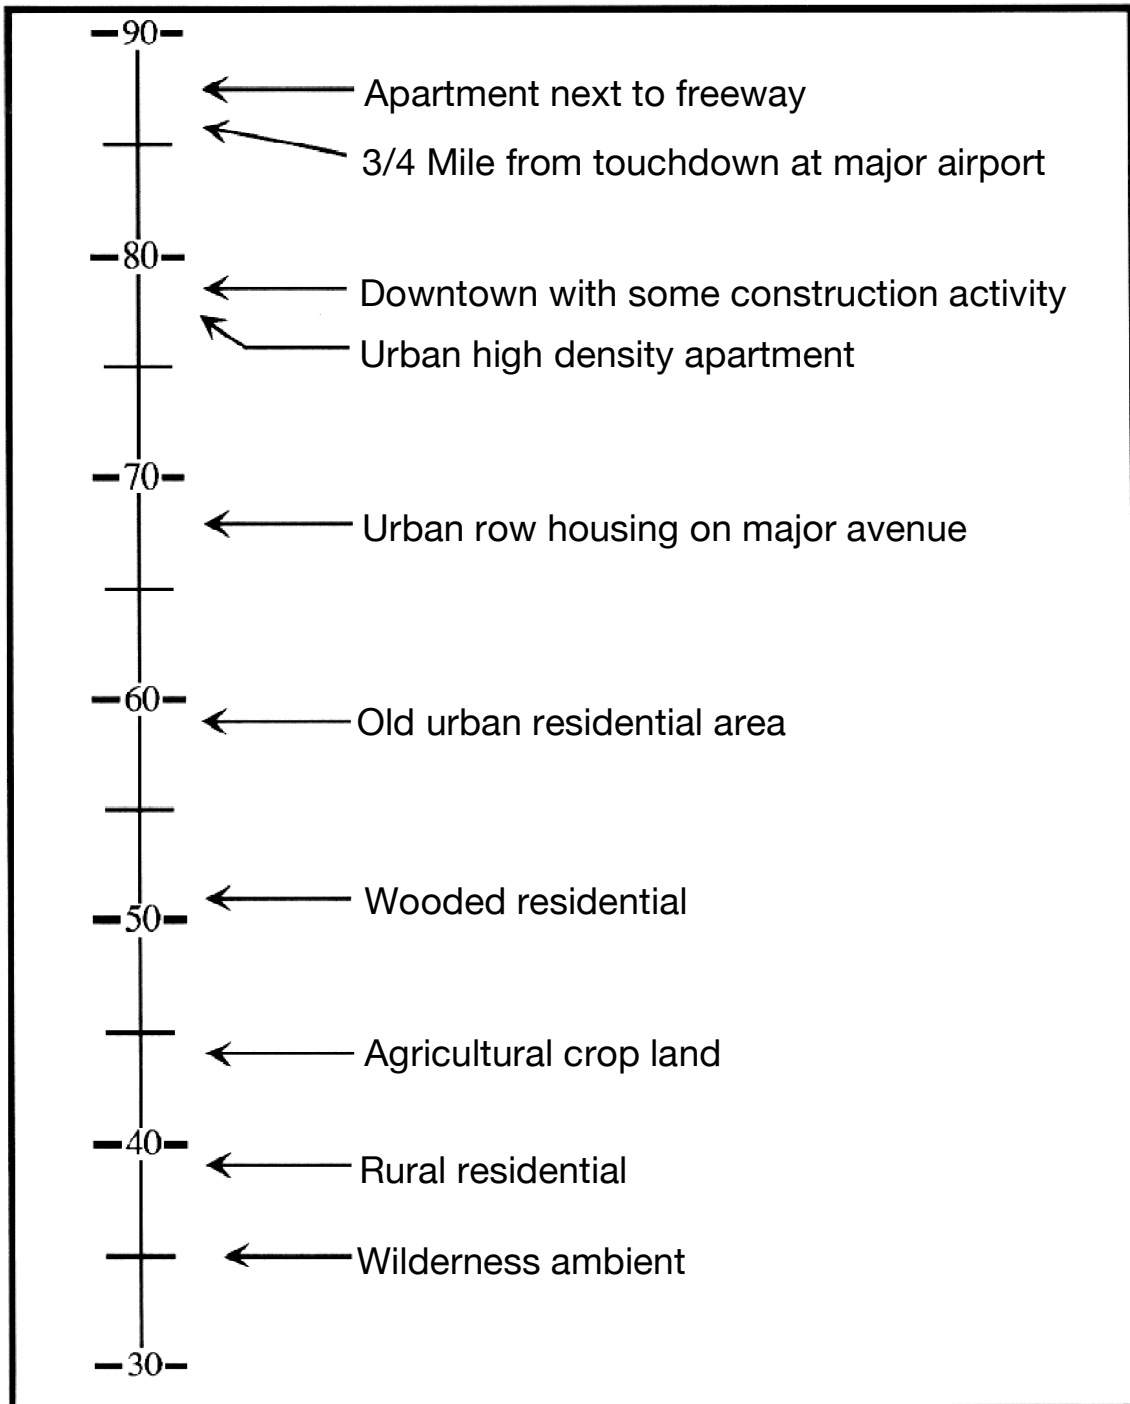 90
Apartment next to freeway
3/4 Mile from touchdown at major airport
80
Downtown with some construction activity
Urban high density apartment
70
Urban row housing on major avenue
60
Old urban residential area
Wooded residential
50
Agricultural crop land
40
Rural residential
Wilderness ambient
30